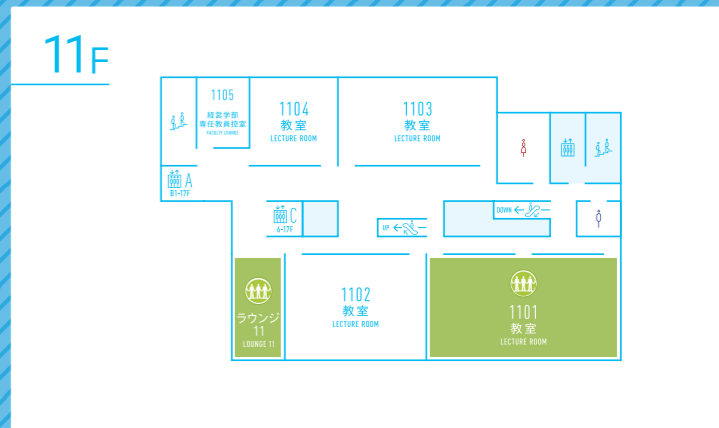 11F
1105
経営学部
専任教員控室
FACULTY LOUNGE
1104
教室
LECTURE ROOM
1103
教室
LECTURE ROOM
A
B1-17F
C
6-17F
UP
DOWN
ラウンジ
11
LOUNGE 11
1102
教室
LECTURE ROOM
1101
教室
LECTURE ROOM